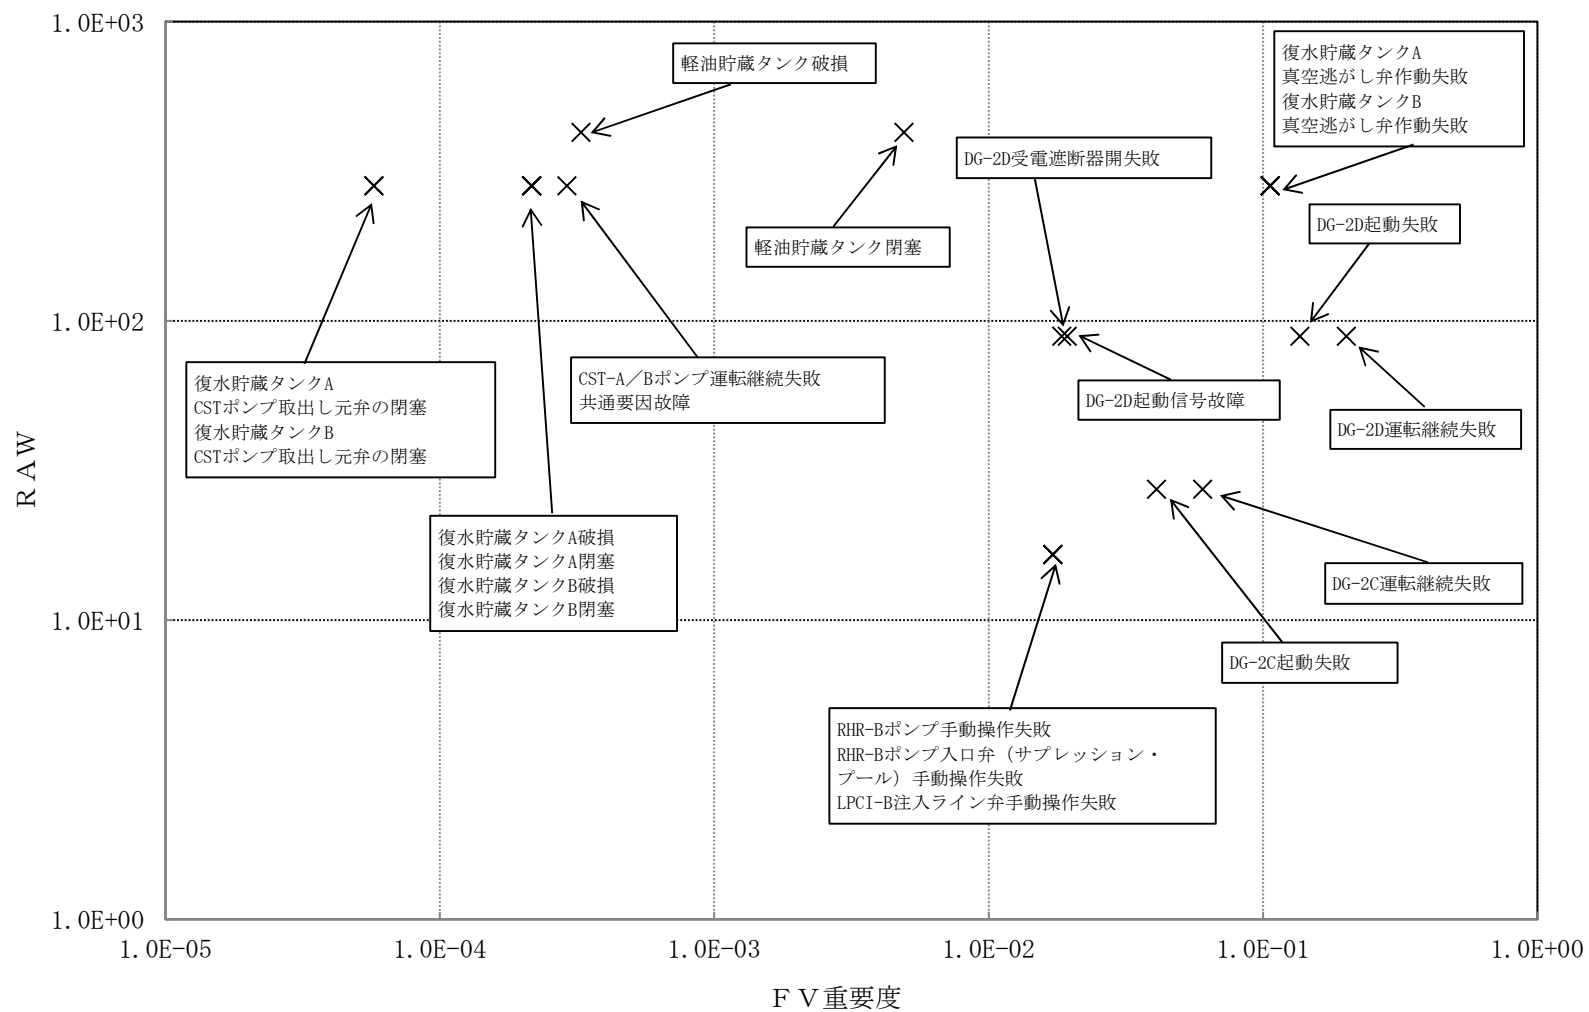 1.0E+03
1.0E+02
1.0E+01
1.0E+00
ＲＡＷ
軽油貯蔵タンク破損
復水貯蔵タンクA
真空逃がし弁作動失敗
復水貯蔵タンクB
真空逃がし弁作動失敗
DG-2D受電遮断器開失敗
DG-2D起動失敗
軽油貯蔵タンク閉塞
復水貯蔵タンクA
CSTポンプ取出し元弁の閉塞
復水貯蔵タンクB
CSTポンプ取出し元弁の閉塞
CST-A／Bポンプ運転継続失敗
共通要因故障
DG-2D起動信号故障
DG-2D運転継続失敗
復水貯蔵タンクA破損
復水貯蔵タンクA閉塞
復水貯蔵タンクB破損
復水貯蔵タンクB閉塞
DG-2C運転継続失敗
DG-2C起動失敗
RHR-Bポンプ手動操作失敗
RHR-Bポンプ入口弁（サプレッション・
プール）手動操作失敗
LPCI-B注入ライン弁手動操作失敗
1.0E-05
1.0E-04
1.0E-03
1.0E-02
1.0E-01
1.0E+00
ＦＶ重要度